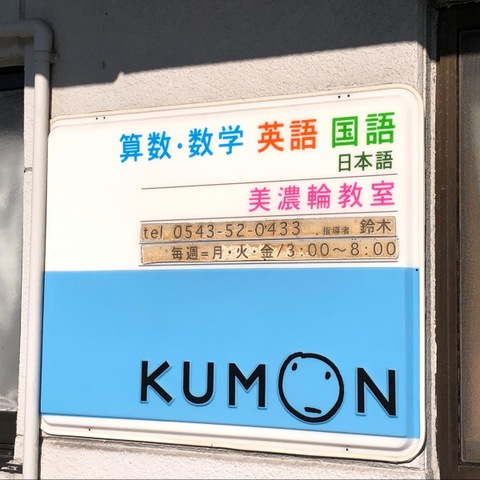 算数・数学 英語 国語
日本語
美濃輪教室
tel. 0543-52-0433 指導者 鈴木
毎週=月・火・金/3:00〜8:00
KUMON